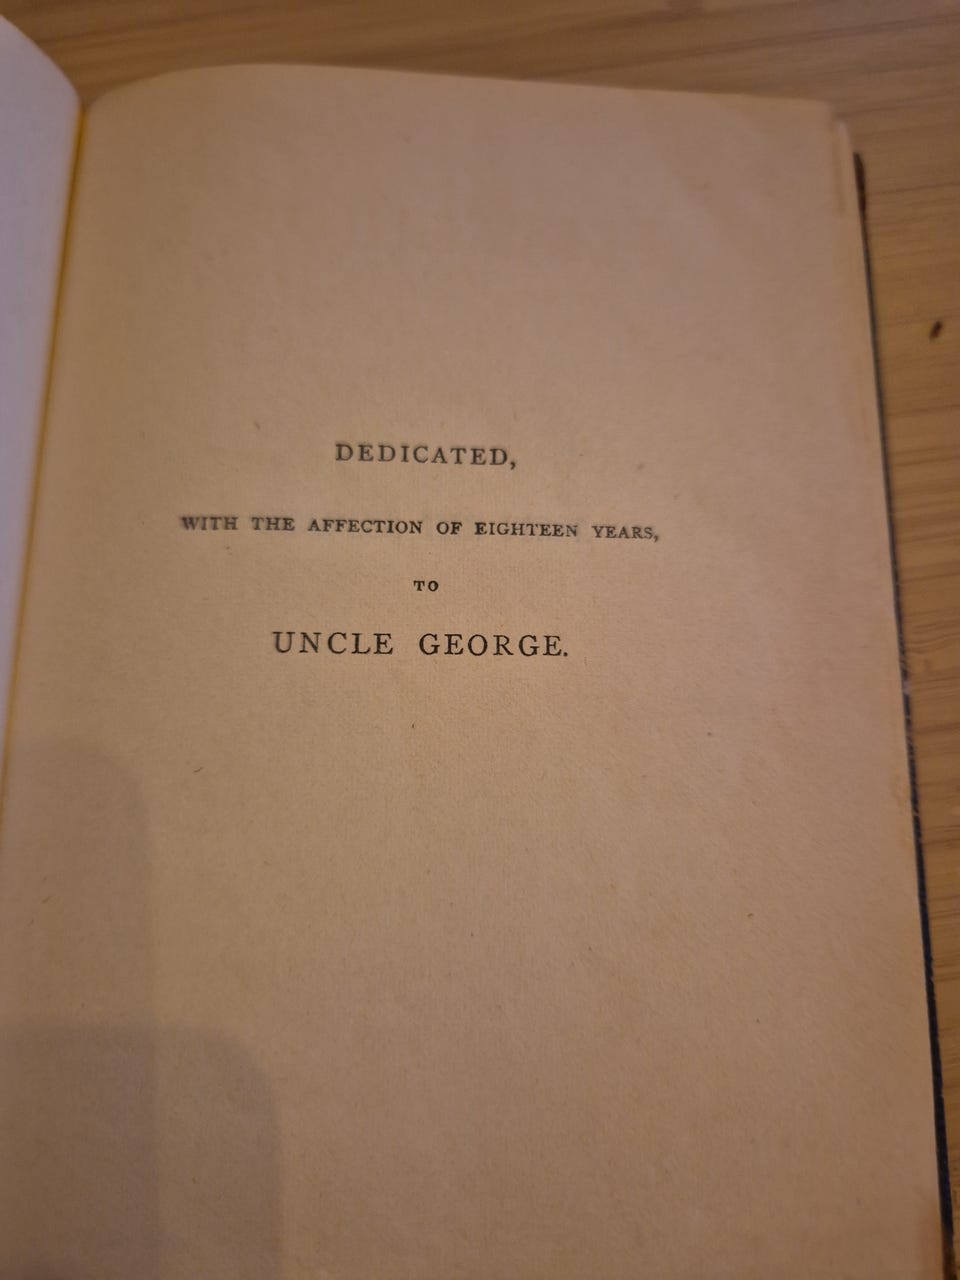 DEDICATED,
WITH THE AFFECTION OF EIGHTEEN YEARS,
TO
UNCLE GEORGE.